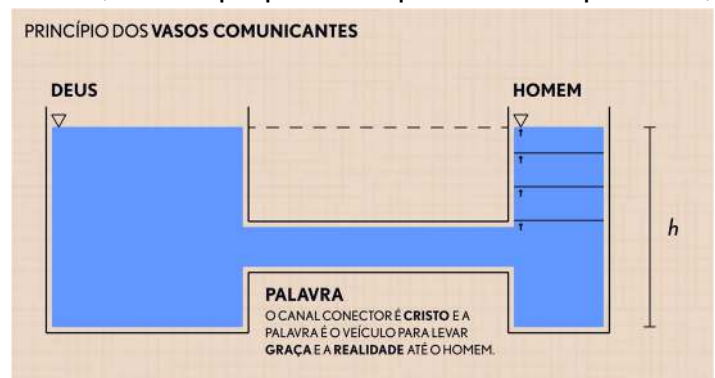 PRINCÍPIO DOS VASOS COMUNICANTES
DEUS
HOMEM
h
PALAVRA
O CANAL CONECTOR É CRISTO E A
PALAVRA É O VEÍCULO PARA LEVAR
GRAÇA E A REALIDADE ATÉ O HOMEM.